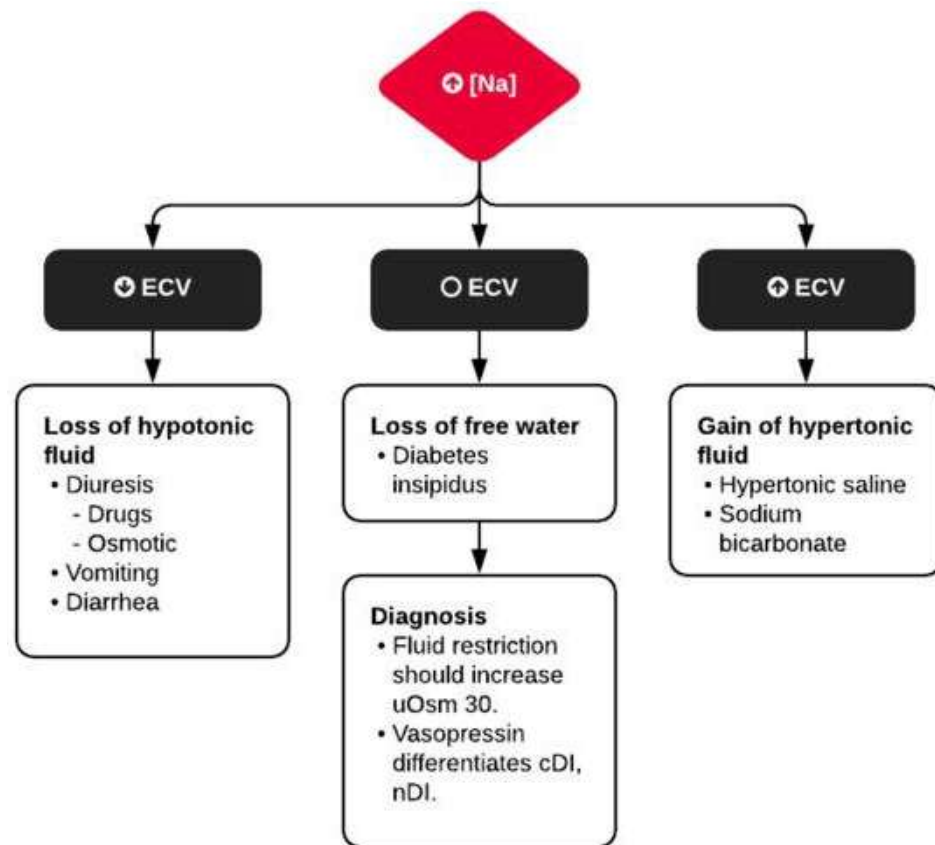 ↑ [Na]
↓ ECV
○ ECV
↑ ECV
Loss of hypotonic
fluid
• Diuresis
- Drugs
- Osmotic
• Vomiting
• Diarrhea
Loss of free water
• Diabetes
insipidus
Diagnosis
• Fluid restriction
should increase
uOsm 30.
• Vasopressin
differentiates cDI,
nDI.
Gain of hypertonic
fluid
• Hypertonic saline
• Sodium
bicarbonate